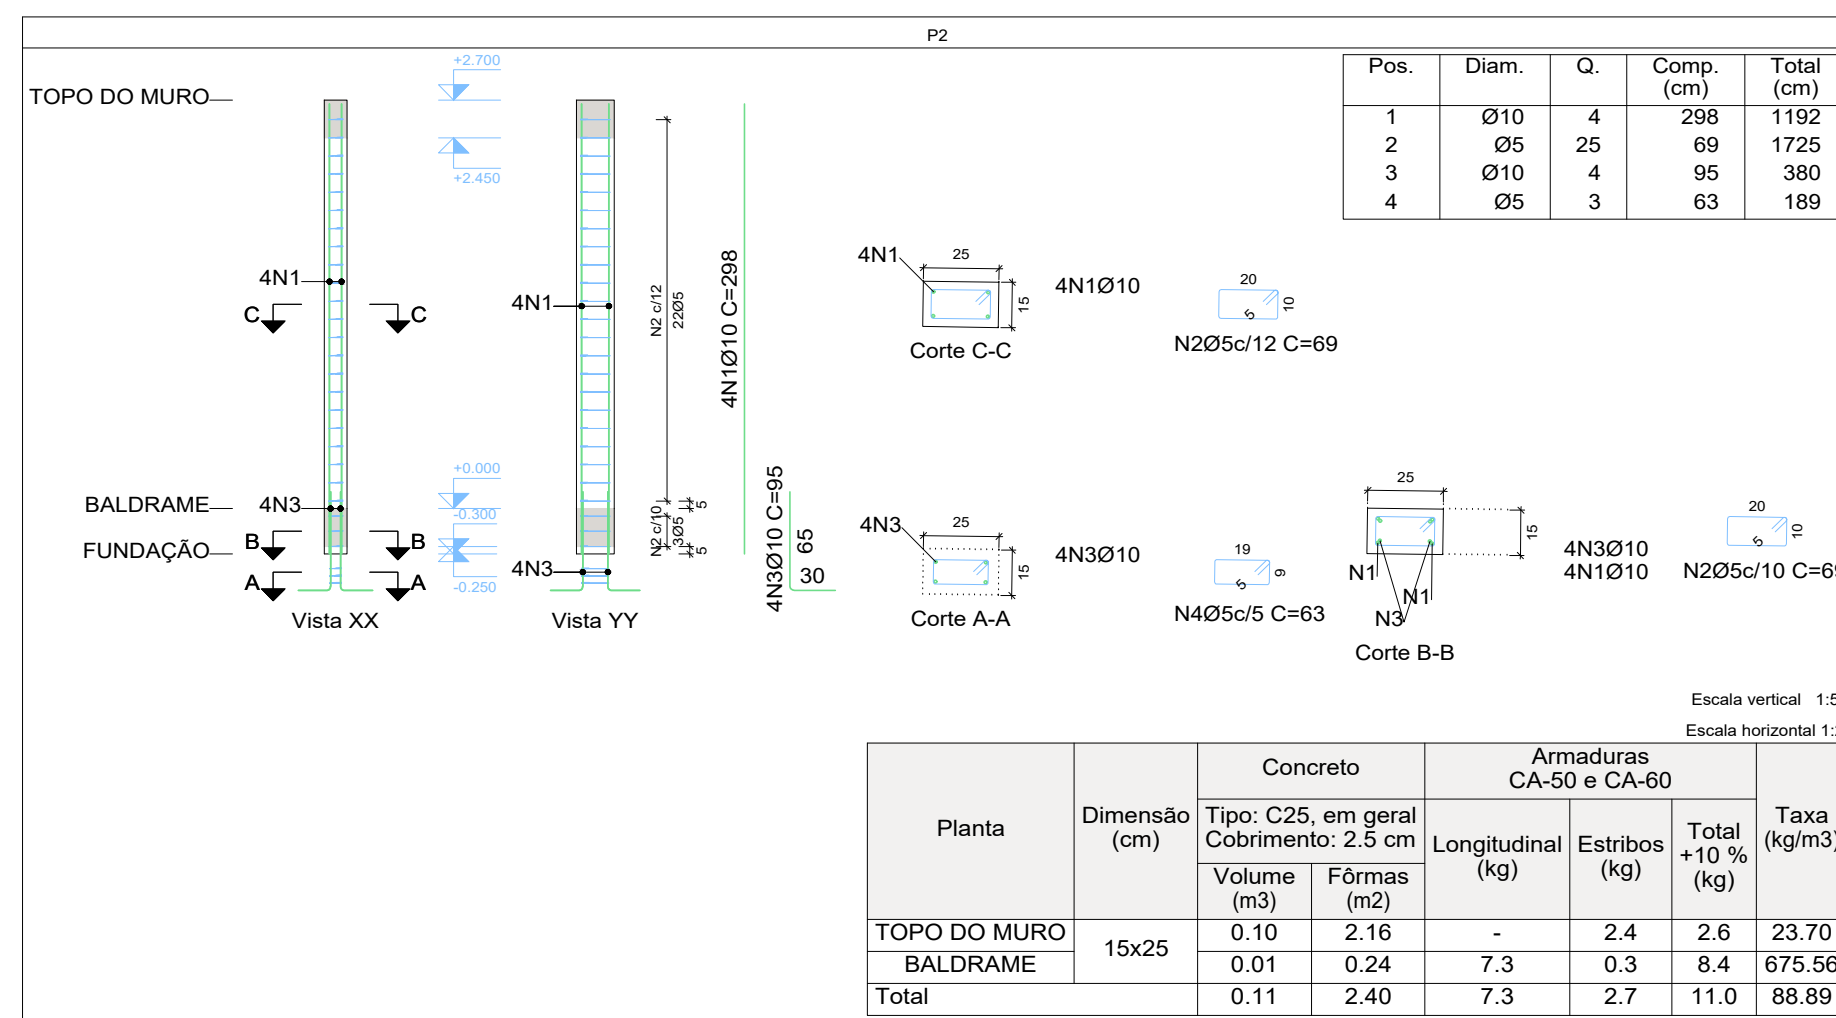 P2
TOPO DO MURO
BALDRAME
FUNDAÇÃO
4N1
C
C
4N3
B
B
A
A
Vista XX
+2.700
+2.450
+0.000
-0.300
-0.250
4N1
4N3
Vista YY
N2 c/12
22Ø5
N2 c/10
3Ø5
5
5
4N1Ø10 C=298
4N3Ø10 C=95
65
30
4N1
25
15
4N1Ø10
Corte C-C
20
10
5
N2Ø5c/12 C=69
4N3
25
15
4N3Ø10
Corte A-A
19
9
5
N4Ø5c/5 C=63
25
15
N1
N1
N3
4N3Ø10
4N1Ø10
Corte B-B
20
10
5
N2Ø5c/10 C=69
Pos. Diam. Q. Comp. (cm) Total (cm)
1 Ø10 4 298 1192
2 Ø5 25 69 1725
3 Ø10 4 95 380
4 Ø5 3 63 189
Escala vertical
Escala horizontal
Planta
Dimensão
(cm)
Concreto
Tipo: C25, em geral
Cobrimento: 2.5 cm
Volume
(m3)
Fôrmas
(m2)
Armaduras
CA-50 e CA-60
Longitudinal
(kg)
Estribos
(kg)
Total
+10 %
(kg)
Taxa
(kg/m3)
TOPO DO MURO 15x25 0.10 2.16 - 2.4 2.6 23.70
BALDRAME 0.01 0.24 7.3 0.3 8.4 675.56
Total 0.11 2.40 7.3 2.7 11.0 88.89